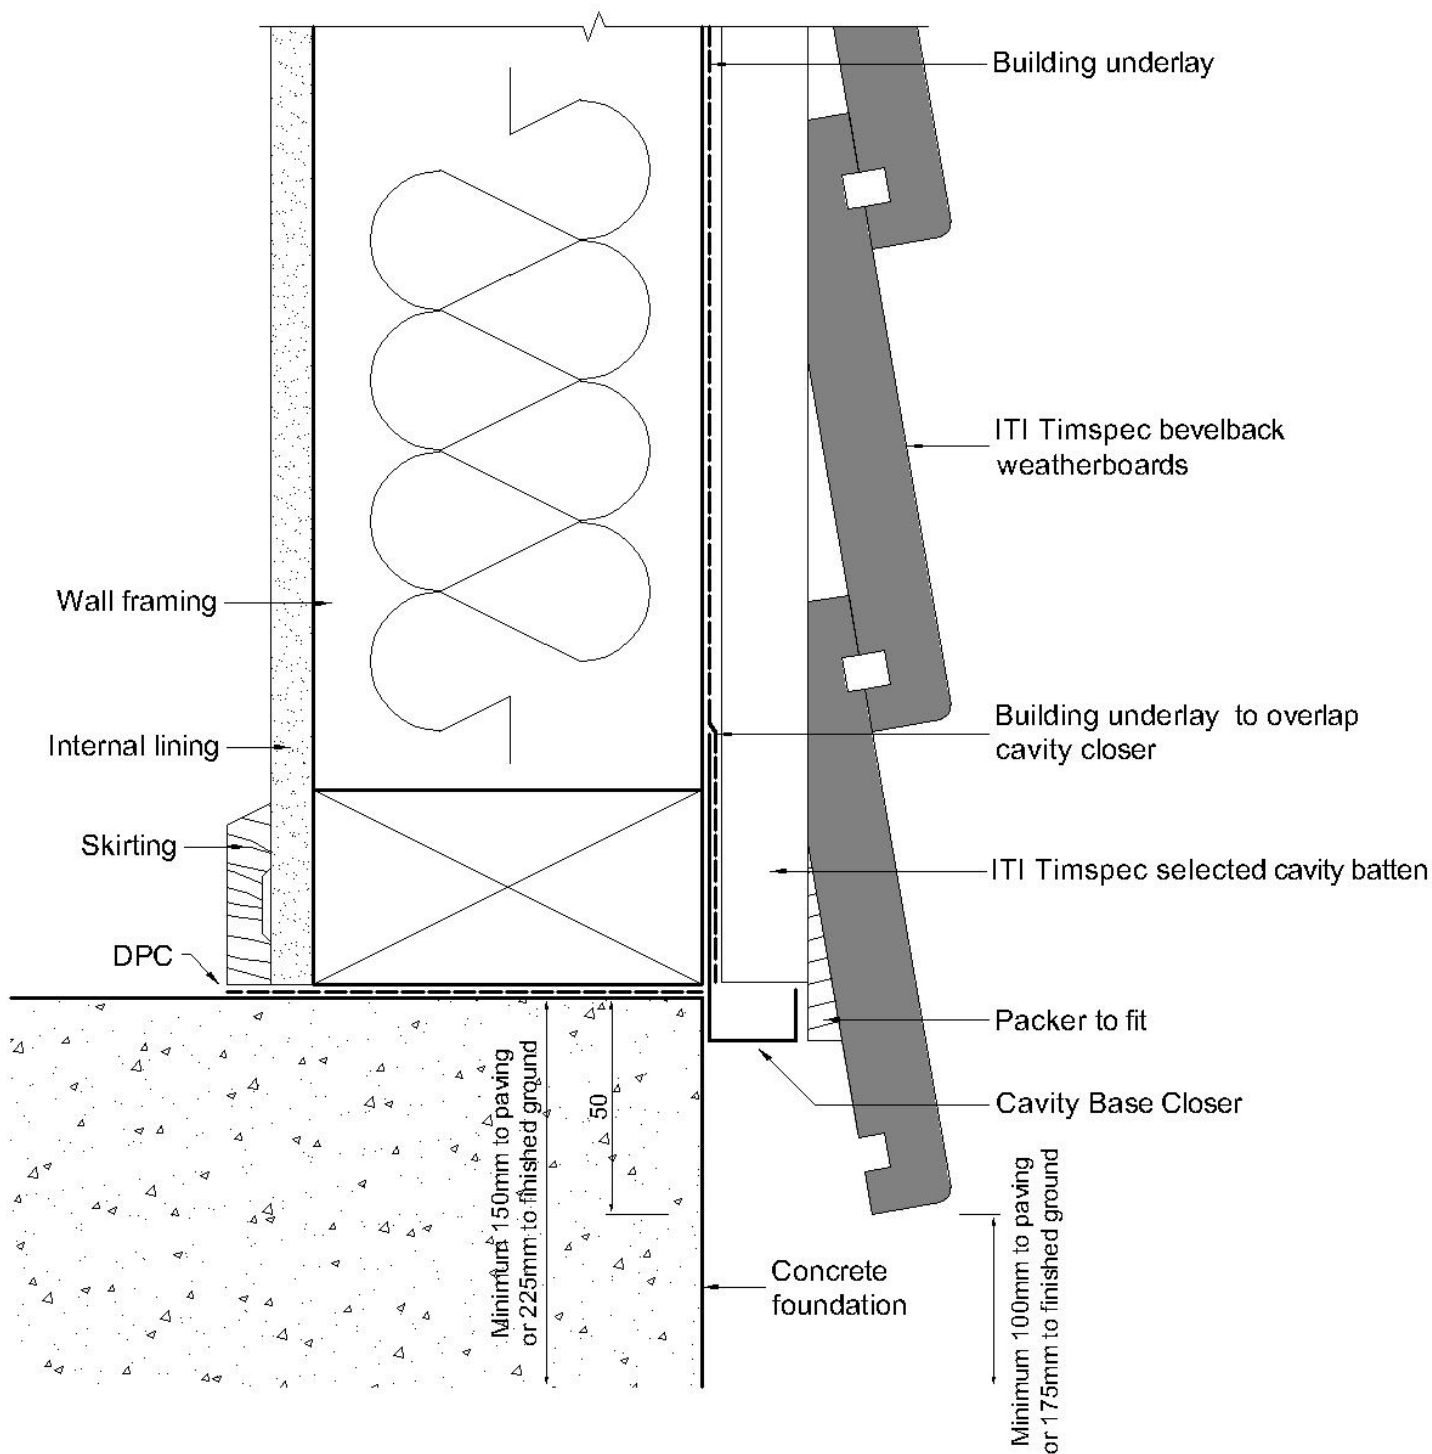 Building underlay
ITI Timspec bevelback
weatherboards
Wall framing
Building underlay to overlap
cavity closer
Internal lining
Skirting
ITI Timspec selected cavity batten
DPC
Packer to fit
Cavity Base Closer
Minimum 150mm to paving
or 225mm to finished ground
50
Concrete
foundation
Minimum 100mm to paving
or 175mm to finished ground